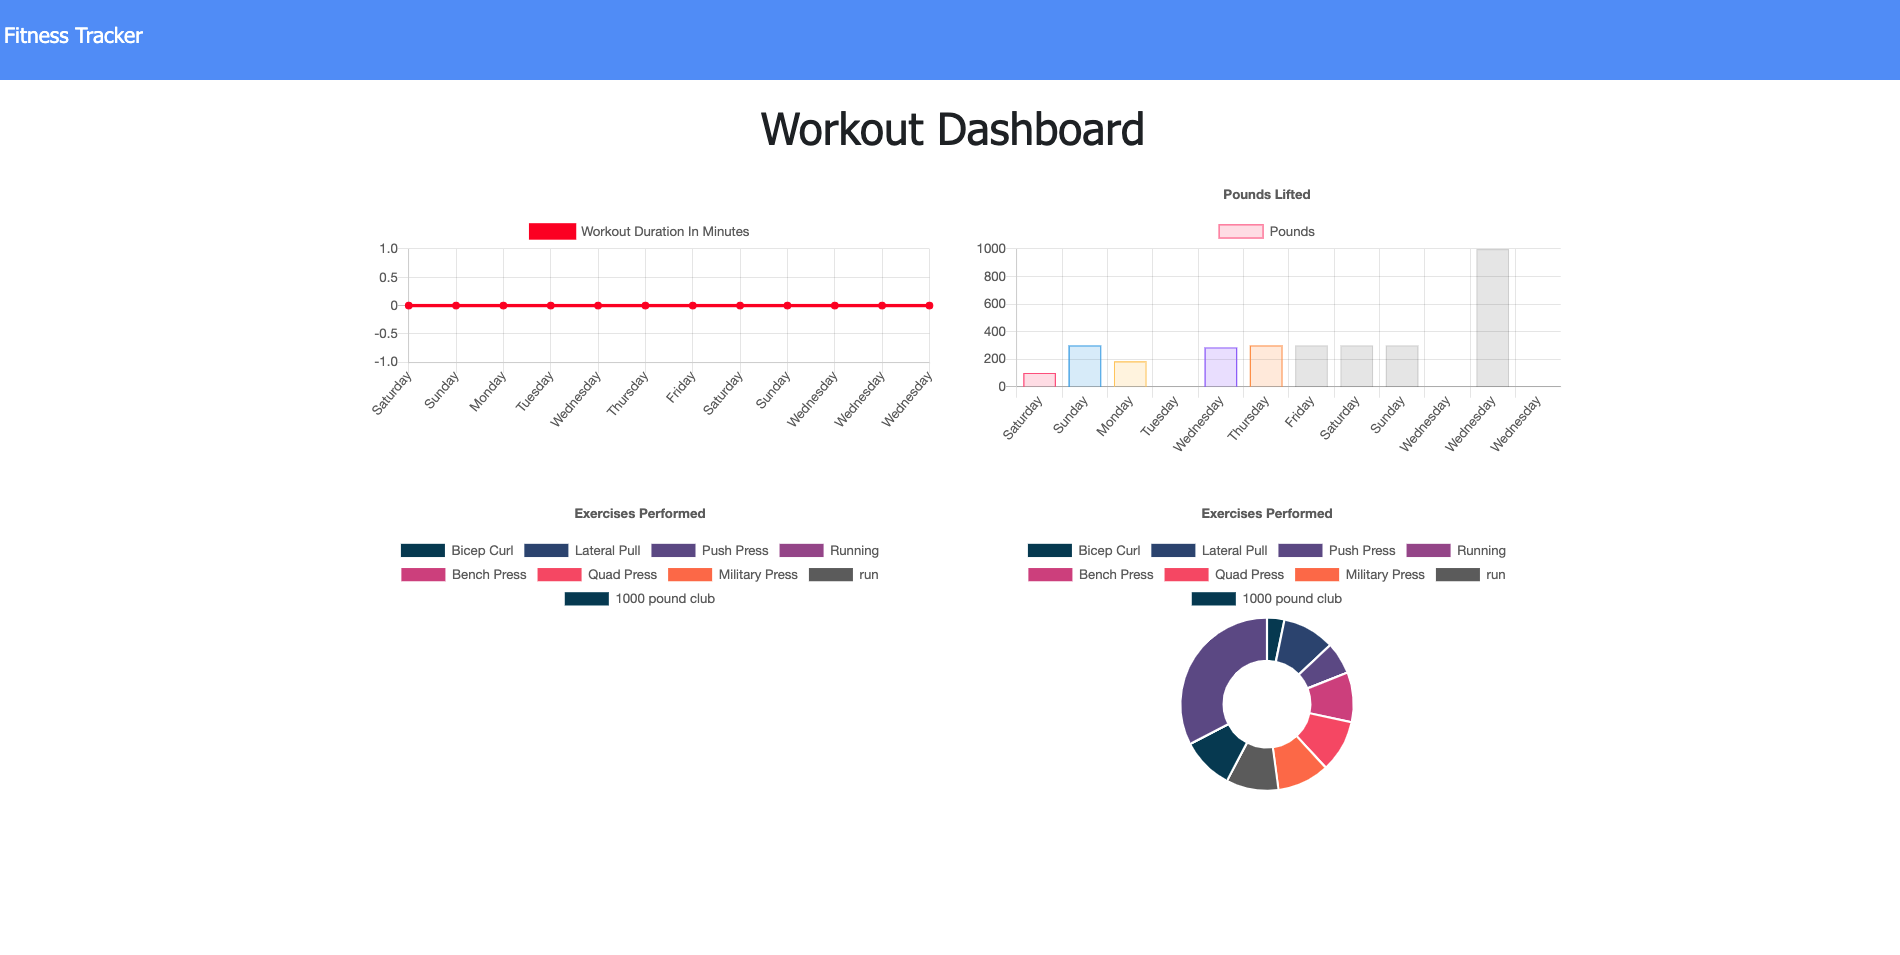 Fitness Tracker
Workout Dashboard
Workout Duration In Minutes
1.0
0.5
0
-0.5
-1.0
Saturday Sunday Monday Tuesday Wednesday Thursday Friday Saturday Sunday Wednesday Wednesday Wednesday
Pounds Lifted
Pounds
1000
800
600
400
200
0
Saturday Sunday Monday Tuesday Wednesday Thursday Friday Saturday Sunday Wednesday Wednesday Wednesday
Exercises Performed
Bicep Curl Lateral Pull Push Press Running
Bench Press Quad Press Military Press run
1000 pound club
Exercises Performed
Bicep Curl Lateral Pull Push Press Running
Bench Press Quad Press Military Press run
1000 pound club